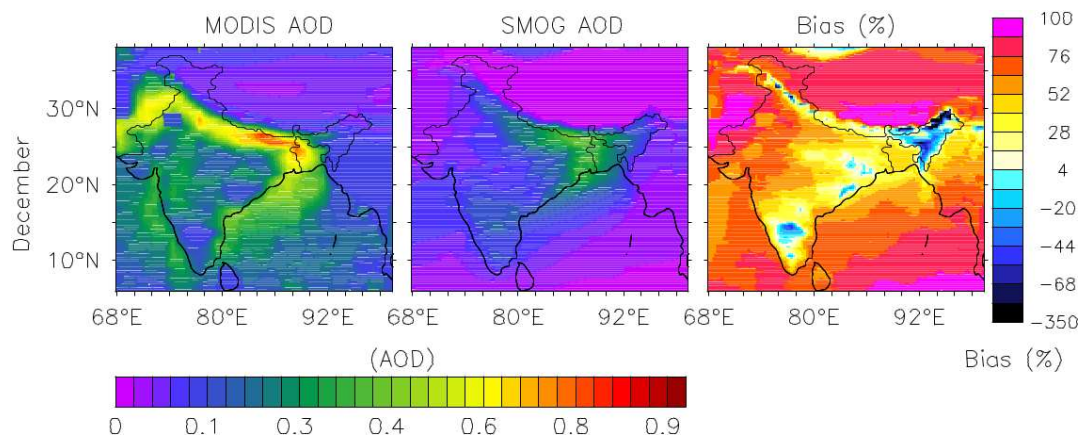 MODIS AOD SMOG AOD Bias (%)
100
76
52
28
4
-20
-44
-68
-350
30°N
20°N
10°N
December
68°E 80°E 92°E 68°E 80°E 92°E 68°E 80°E 92°E
(AOD) Bias (%)
0 0.1 0.3 0.4 0.6 0.8 0.9